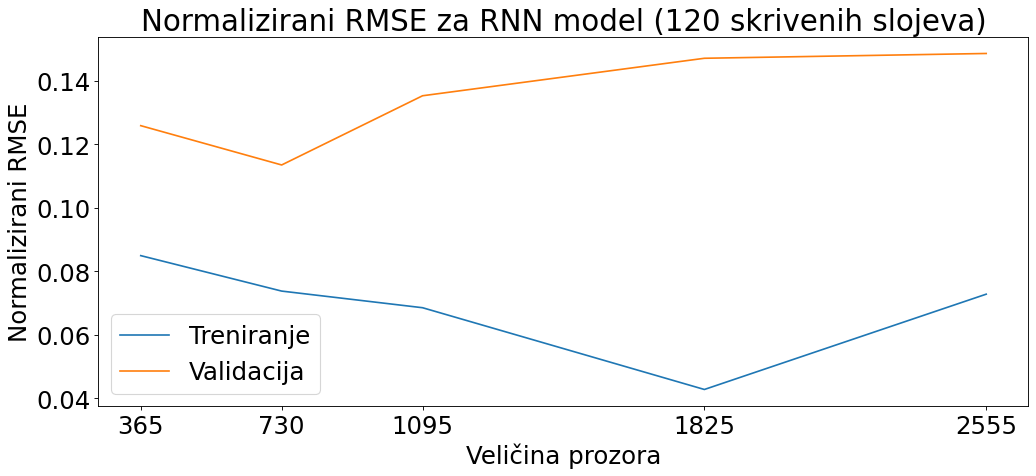 Normalizirani RMSE za RNN model (120 skrivenih slojeva)
Normalizirani RMSE
0.14
0.12
0.10
0.08
0.06
0.04
Treniranje
Validacija
365 730 1095 1825 2555
Veličina prozora